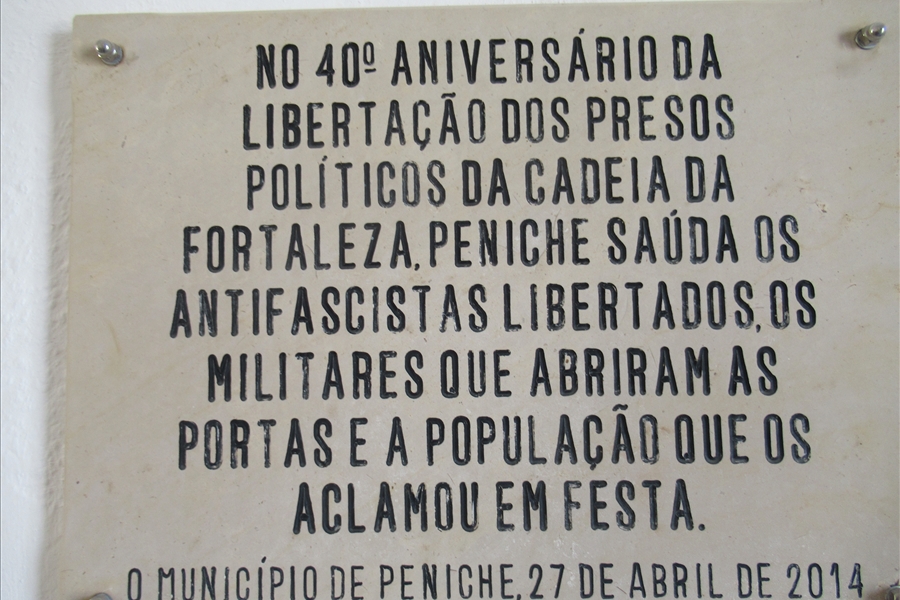 NO 40º ANIVERSÁRIO DA
LIBERTAÇÃO DOS PRESOS
POLÍTICOS DA CADEIA DA
FORTALEZA, PENICHE SAÚDA OS
ANTIFASCISTAS LIBERTADOS, OS
MILITARES QUE ABRIRAM AS
PORTAS E A POPULAÇÃO QUE OS
ACLAMOU EM FESTA.
O MUNICÍPIO DE PENICHE, 27 DE ABRIL DE 2014